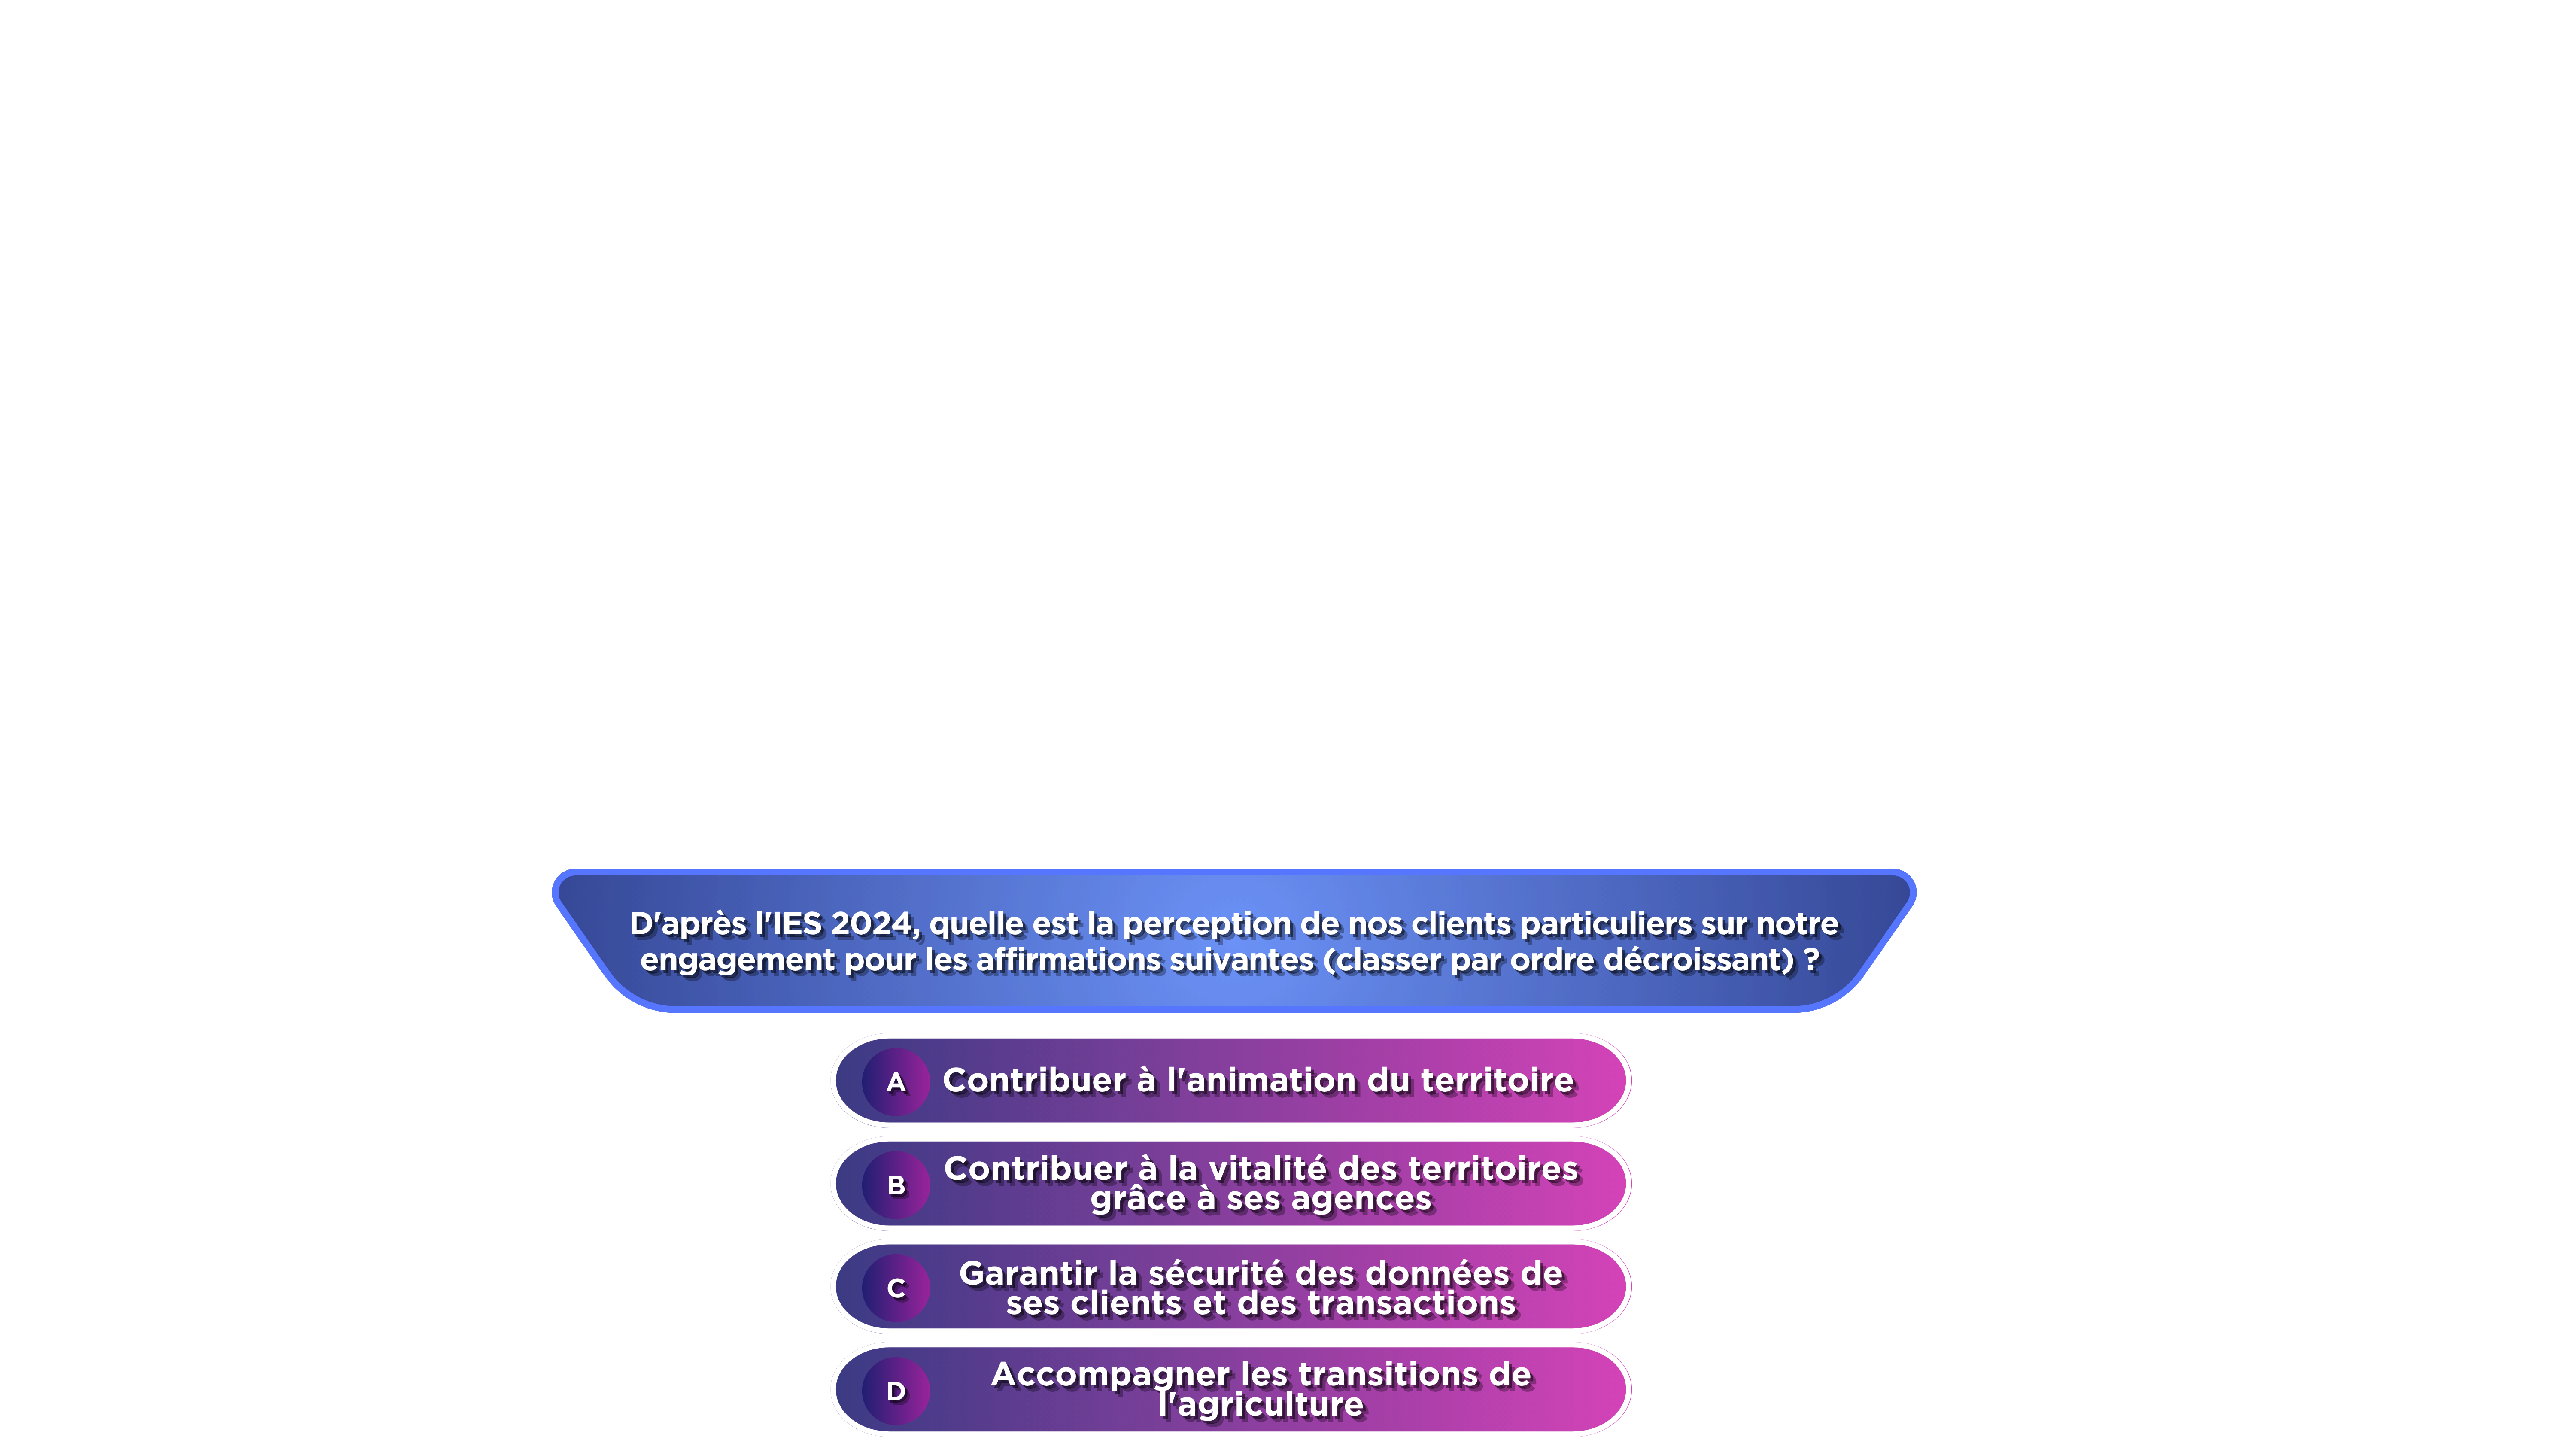 D'après l'IES 2024, quelle est la perception de nos clients particuliers sur notre
engagement pour les affirmations suivantes (classer par ordre décroissant) ?
A Contribuer à l'animation du territoire
B Contribuer à la vitalité des territoires
grâce à ses agences
C Garantir la sécurité des données de
ses clients et des transactions
D Accompagner les transitions de
l'agriculture